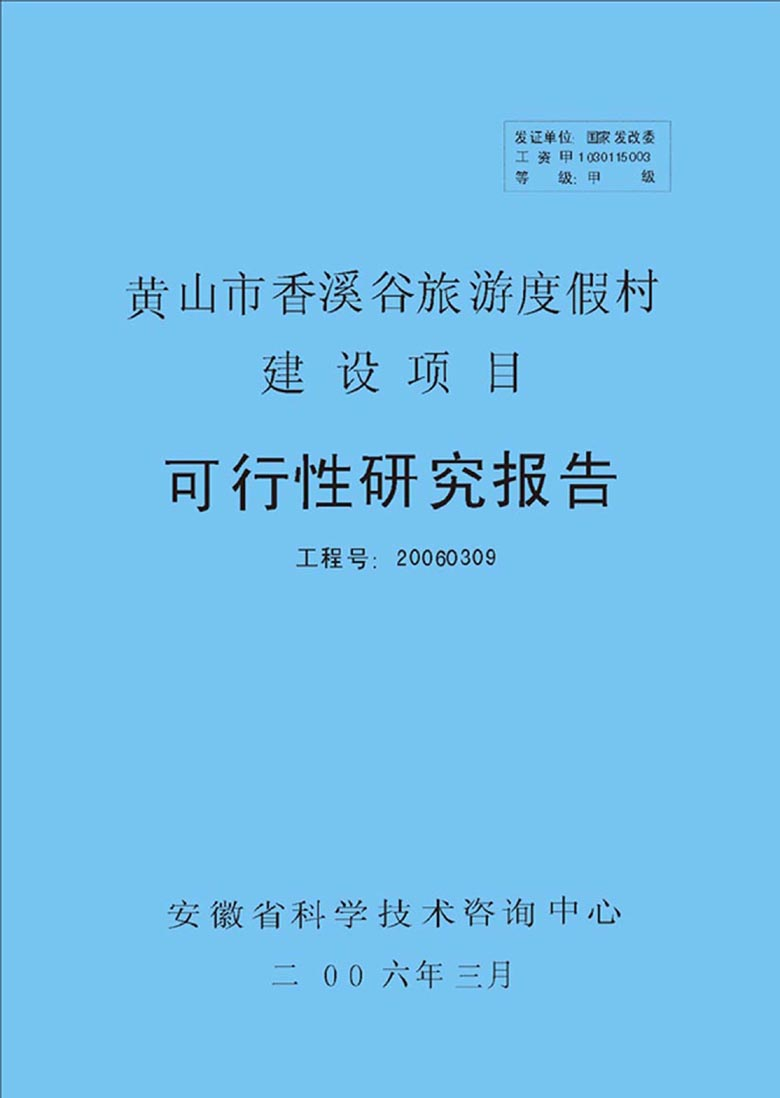 发证单位: 国家发改委
工 资 甲 1030115003
等 级: 甲 级
黄山市香溪谷旅游度假村
建 设 项 目
可行性研究报告
工程号: 20060309
安徽省科学技术咨询中心
二 00 六年三月